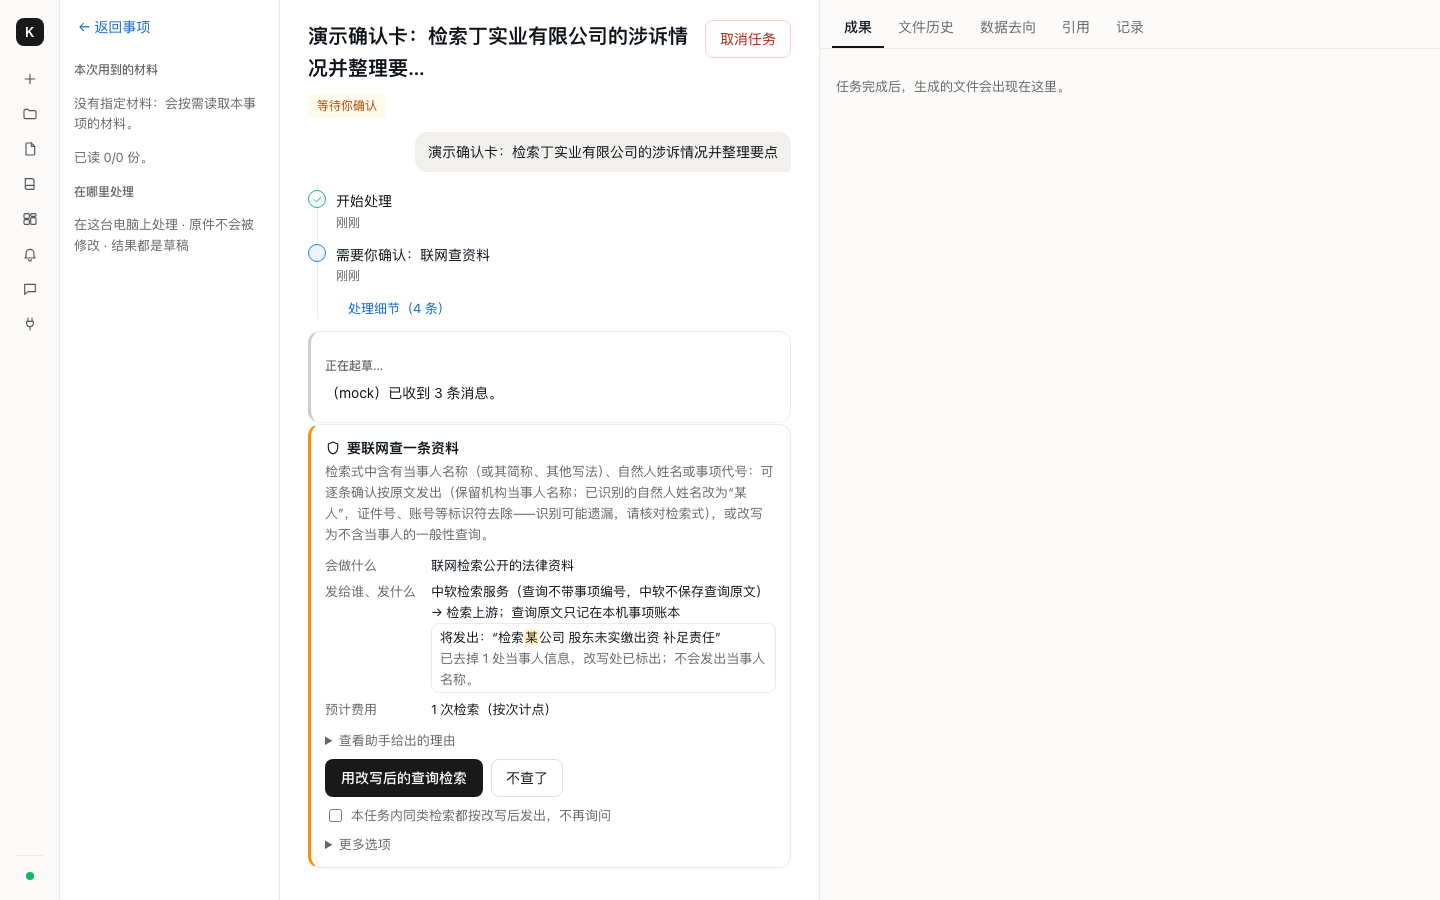 K
← 返回事项
本次用到的材料
没有指定材料：会按需读取本事
项的材料。
已读 0/0 份。
在哪里处理
在这台电脑上处理 · 原件不会被
修改 · 结果都是草稿
演示确认卡：检索丁实业有限公司的涉诉情
况并整理要...
取消任务
等待你确认
演示确认卡：检索丁实业有限公司的涉诉情况并整理要点
开始处理
刚刚
需要你确认：联网查资料
刚刚
处理细节（4 条）
正在起草...
（mock）已收到 3 条消息。
要联网查一条资料
检索式中含有当事人名称（或其简称、其他写法）、自然人姓名或事项代号：可
逐条确认按原文发出（保留机构当事人名称；已识别的自然人姓名改为“某
人”，证件号、账号等标识符去除——识别可能遗漏，请核对检索式），或改写
为不含当事人的一般性查询。
会做什么
联网检索公开的法律资料
发给谁、发什么
中软检索服务（查询不带事项编号，中软不保存查询原文）
→ 检索上游；查询原文只记在本机事项账本
将发出：“检索某公司 股东未实缴出资 补足责任”
已去掉 1 处当事人信息，改写处已标出；不会发出当事人
名称。
预计费用
1 次检索（按次计点）
▶ 查看助手给出的理由
用改写后的查询检索
不查了
本任务内同类检索都按改写后发出，不再询问
▶ 更多选项
成果
文件历史
数据去向
引用
记录
任务完成后，生成的文件会出现在这里。